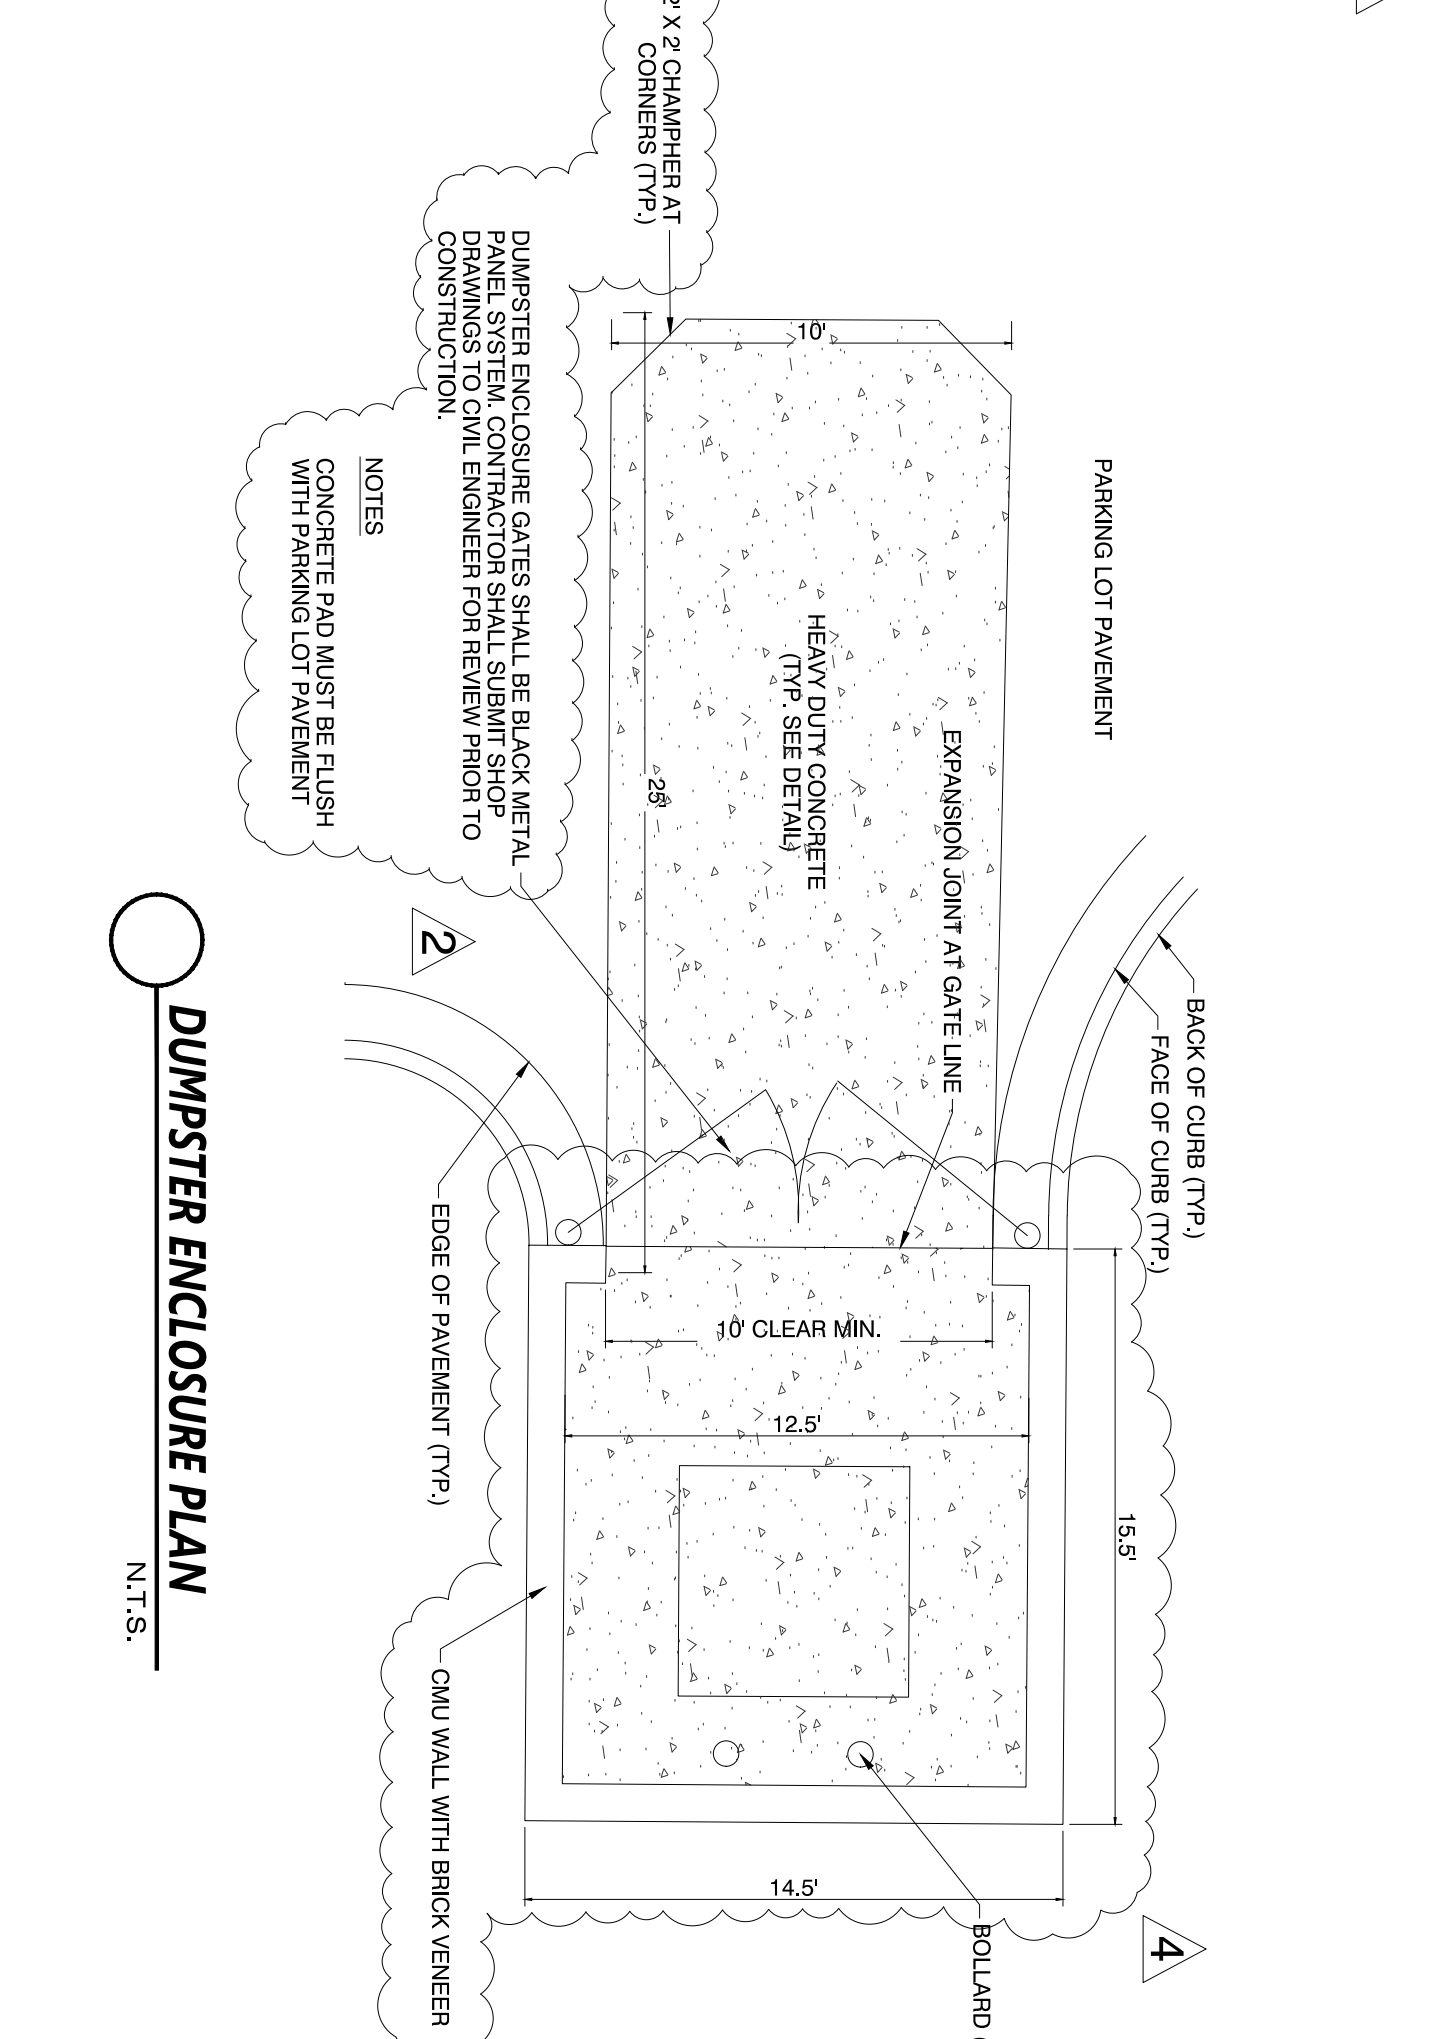 2' X 2' CHAMPHER AT
CORNERS (TYP.)
PARKING LOT PAVEMENT
BACK OF CURB (TYP.)
FACE OF CURB (TYP.)
10'
HEAVY DUTY CONCRETE
(TYP. SEE DETAIL)
EXPANSION JOINT AT GATE LINE
25'
DUMPSTER ENCLOSURE GATES SHALL BE BLACK METAL
PANEL SYSTEM. CONTRACTOR SHALL SUBMIT SHOP
DRAWINGS TO CIVIL ENGINEER FOR REVIEW PRIOR TO
CONSTRUCTION.
NOTES
CONCRETE PAD MUST BE FLUSH
WITH PARKING LOT PAVEMENT
2
EDGE OF PAVEMENT (TYP.)
10' CLEAR MIN.
12.5'
15.5'
14.5'
BOLLARD
4
CMU WALL WITH BRICK VENEER
DUMPSTER ENCLOSURE PLAN
N.T.S.